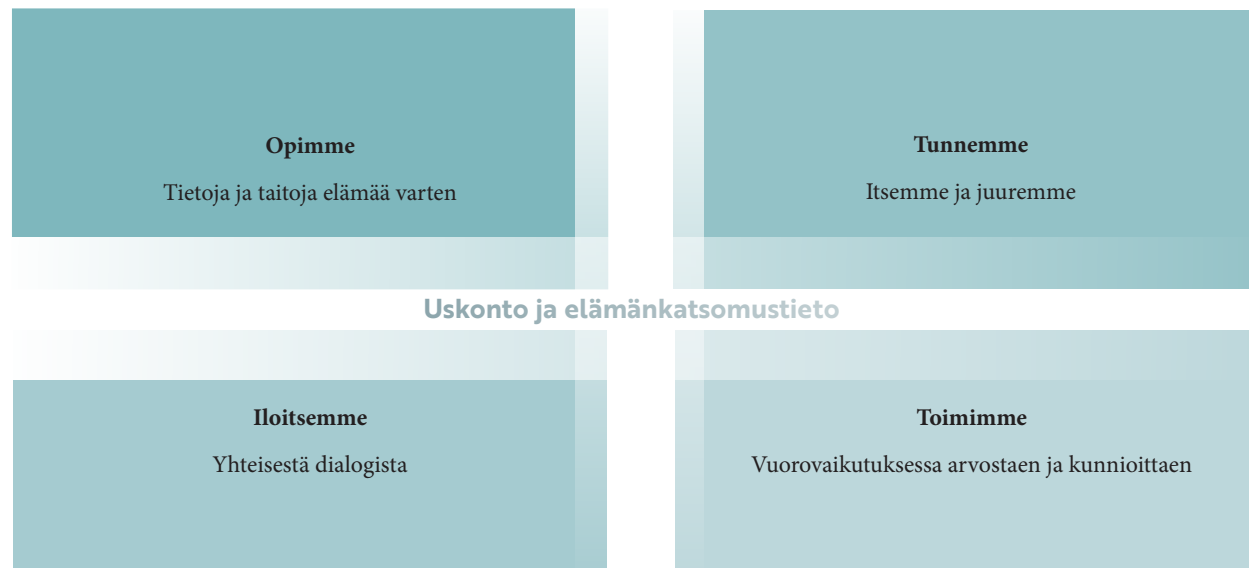 Opimme
Tietoja ja taitoja elämää varten
Tunnemme
Itsemme ja juuremme
Uskonto ja elämänkatsomustieto
Iloitsemme
Yhteisestä dialogista
Toimimme
Vuorovaikutuksessa arvostaen ja kunnioittaen